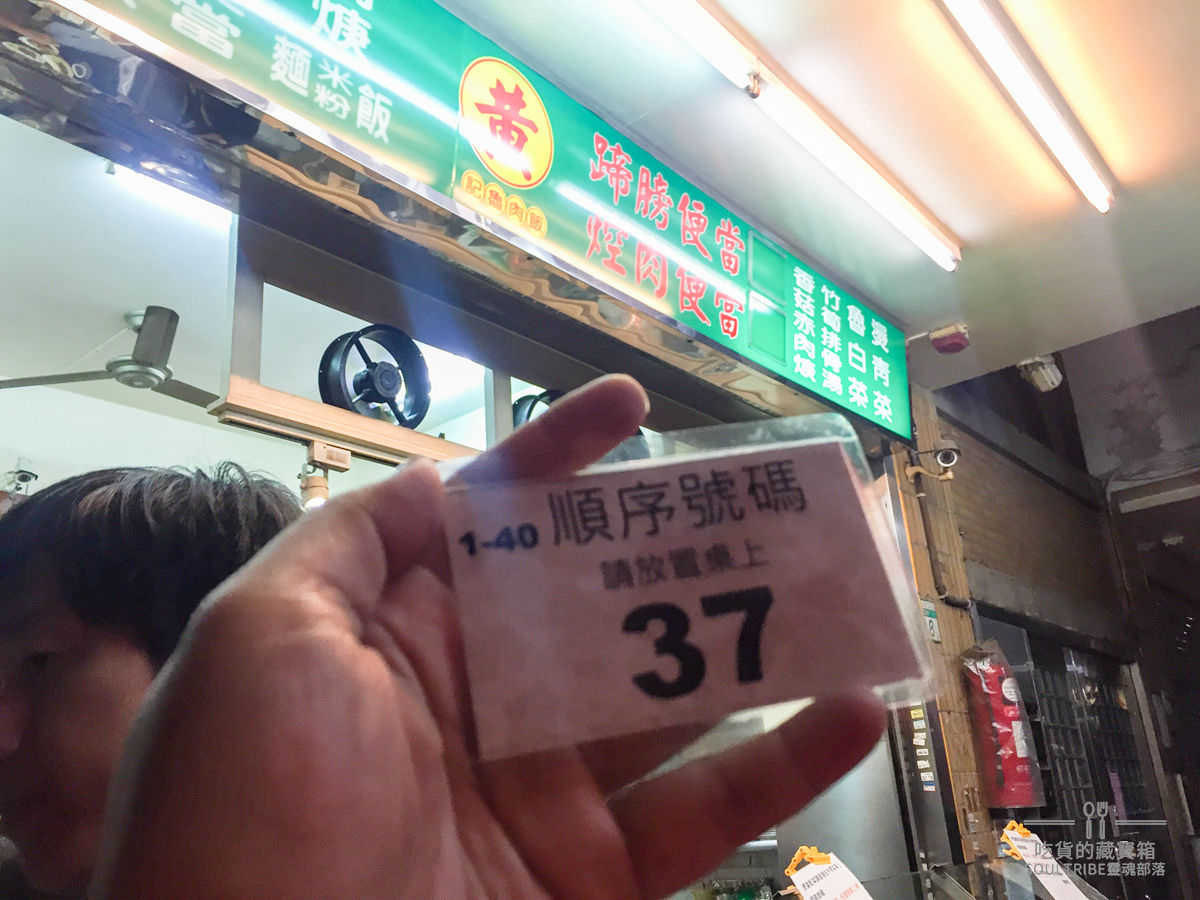 當
焿
麵
米粉
飯
黃
記魯肉飯
蹄膀便當
焢肉便當
燙青菜
魯白菜
竹筍排骨湯
香菇赤肉焿
1-40 順序號碼
請放置桌上
37
吃貨的藏寶箱
SOULTRIBE靈魂部落